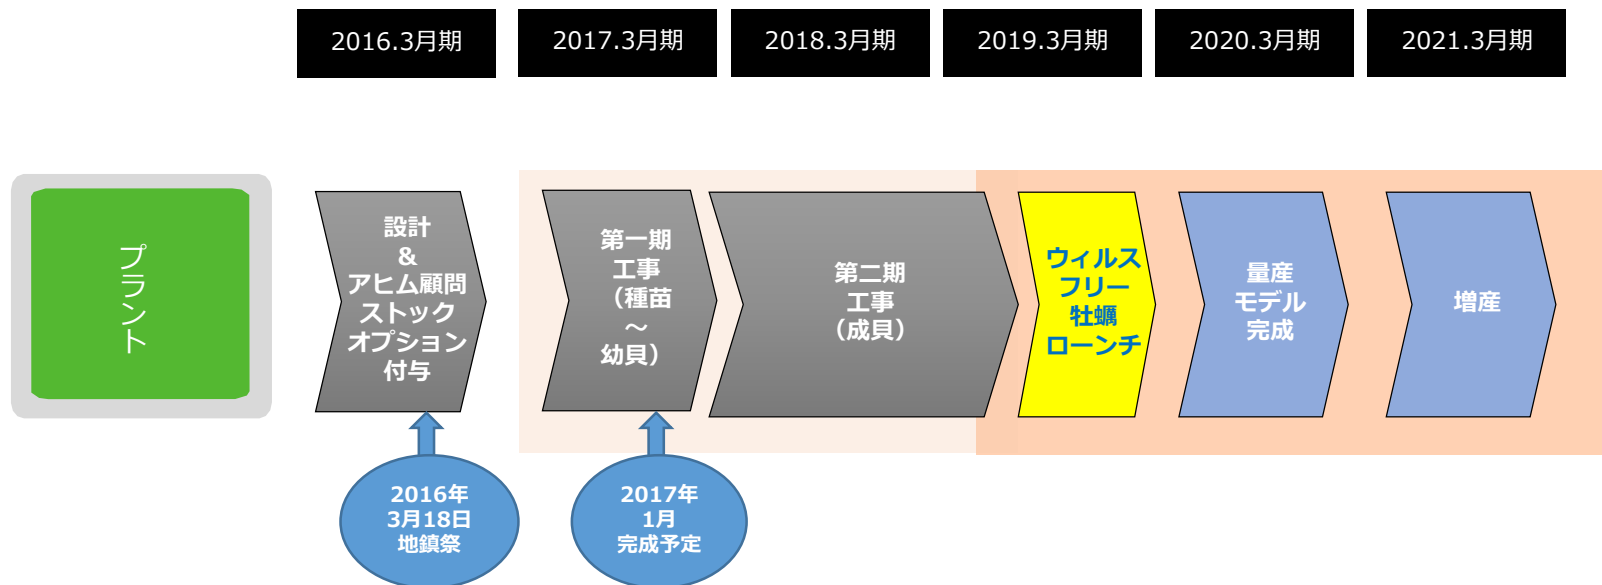 2016.3月期
2017.3月期
2018.3月期
2019.3月期
2020.3月期
2021.3月期
プラント
設計
&
アヒム顧問
ストック
オプション
付与
第一期
工事
（種苗
～
幼貝）
第二期
工事
（成貝）
ウィルス
フリー
牡蠣
ローンチ
量産
モデル
完成
増産
2016年
3月18日
地鎮祭
2017年
1月
完成予定